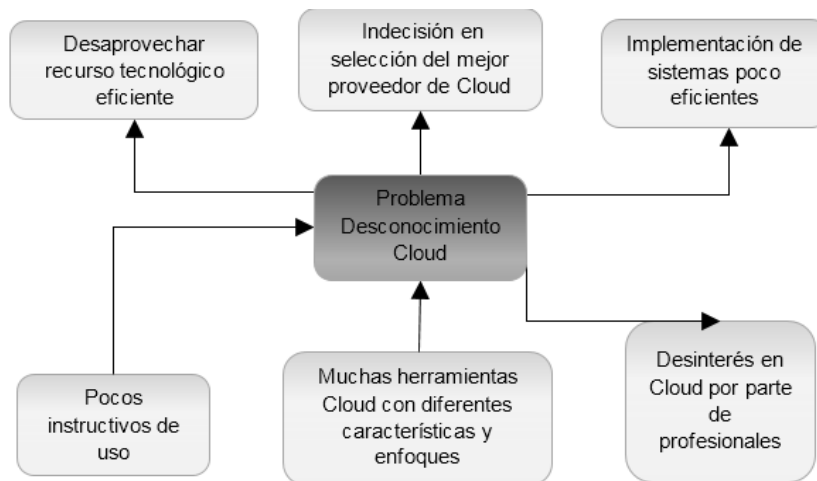 Desaprovechar
recurso tecnológico
eficiente
Indecisión en
selección del mejor
proveedor de Cloud
Implementación de
sistemas poco
eficientes
Problema
Desconocimiento
Cloud
Pocos
instructivos de
uso
Muchas herramientas
Cloud con diferentes
características y
enfoques
Desinterés en
Cloud por parte
de
profesionales